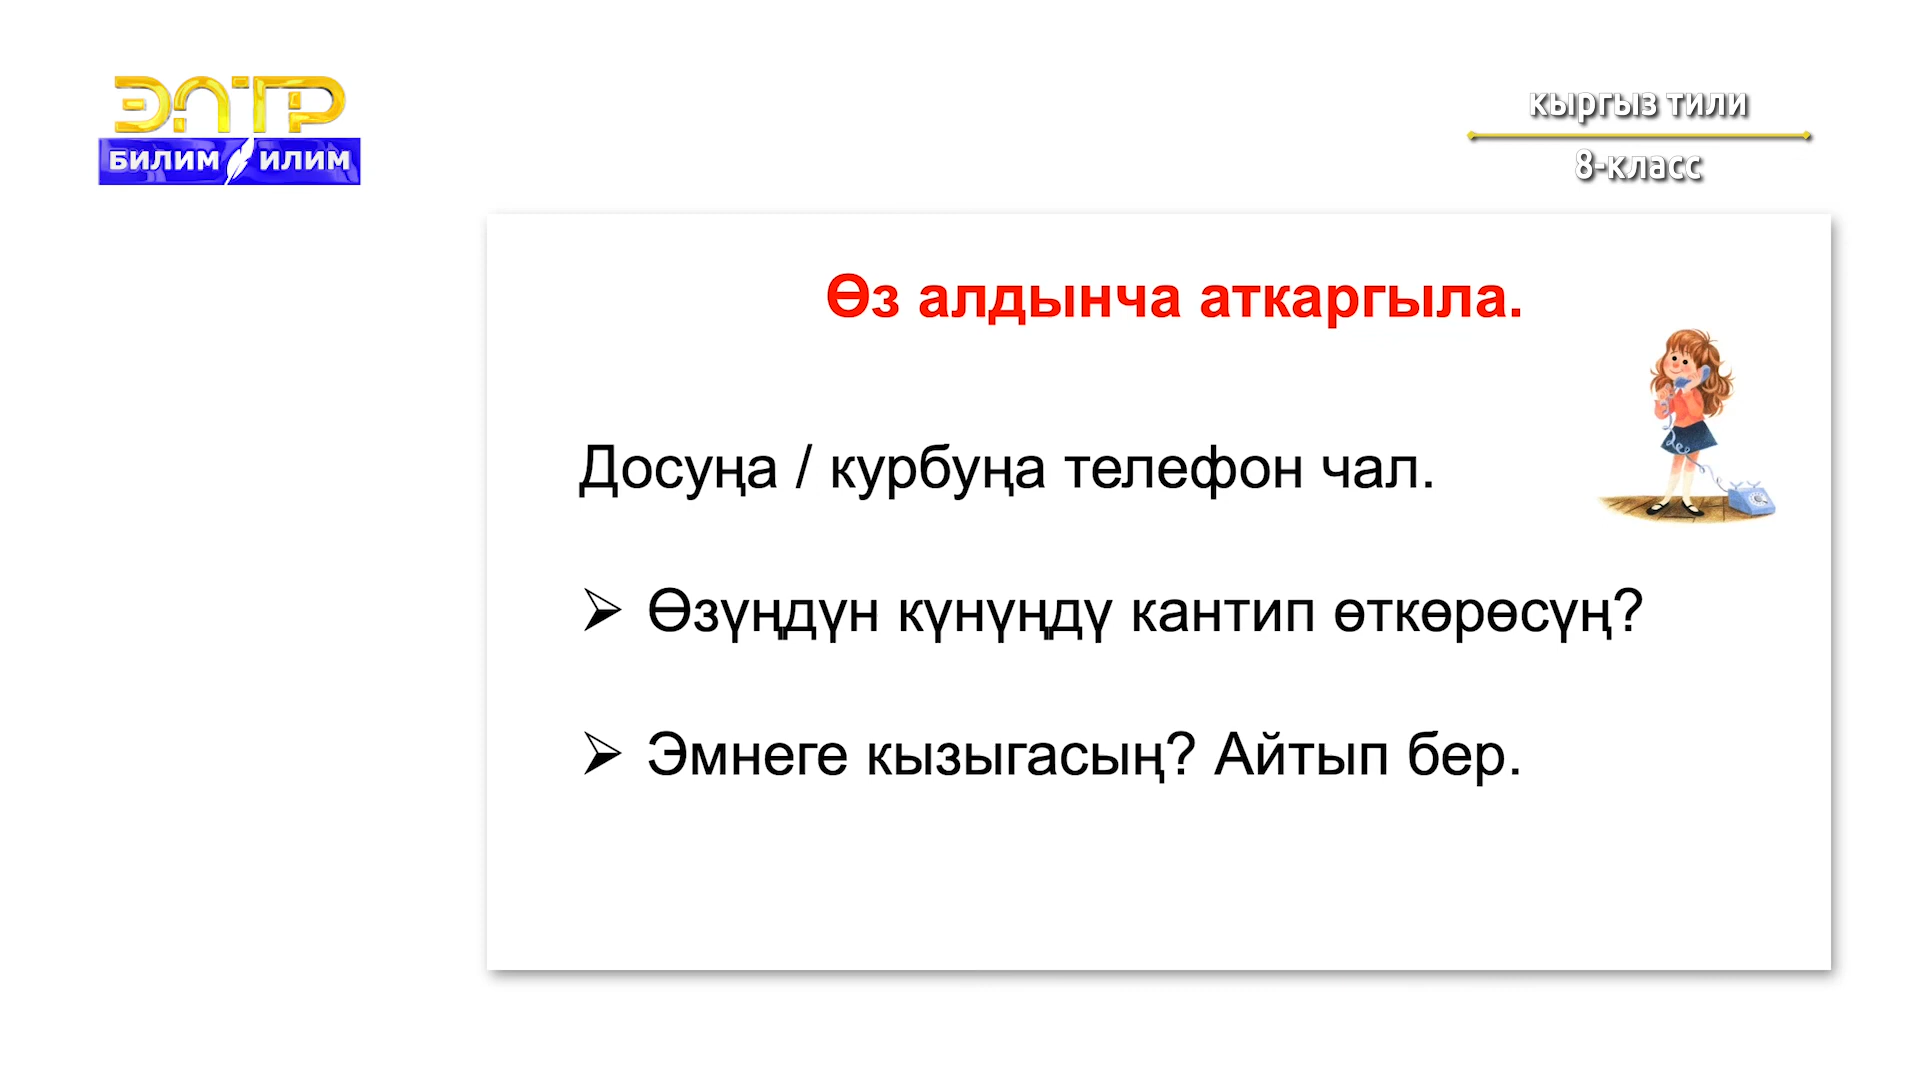 ЭЛТР
БИЛИМ ИЛИМ
кыргыз тили
8-класс
Өз алдынча аткаргыла.
Досуңа / курбуңа телефон чал.
➢ Өзүңдүн күнүңдү кантип өткөрөсүң?
➢ Эмнеге кызыгасың? Айтып бер.